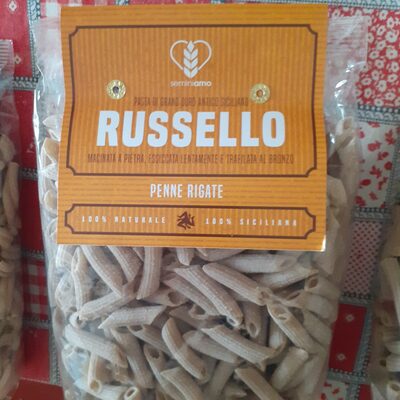 seminiamo
PASTA DI GRANO DURO ANTICO SICILIANO
RUSSELLO
MACINATA A PIETRA, ESSICCATA LENTAMENTE E TRAFILATA AL BRONZO
PENNE RIGATE
100% NATURALE 100% SICILIANA